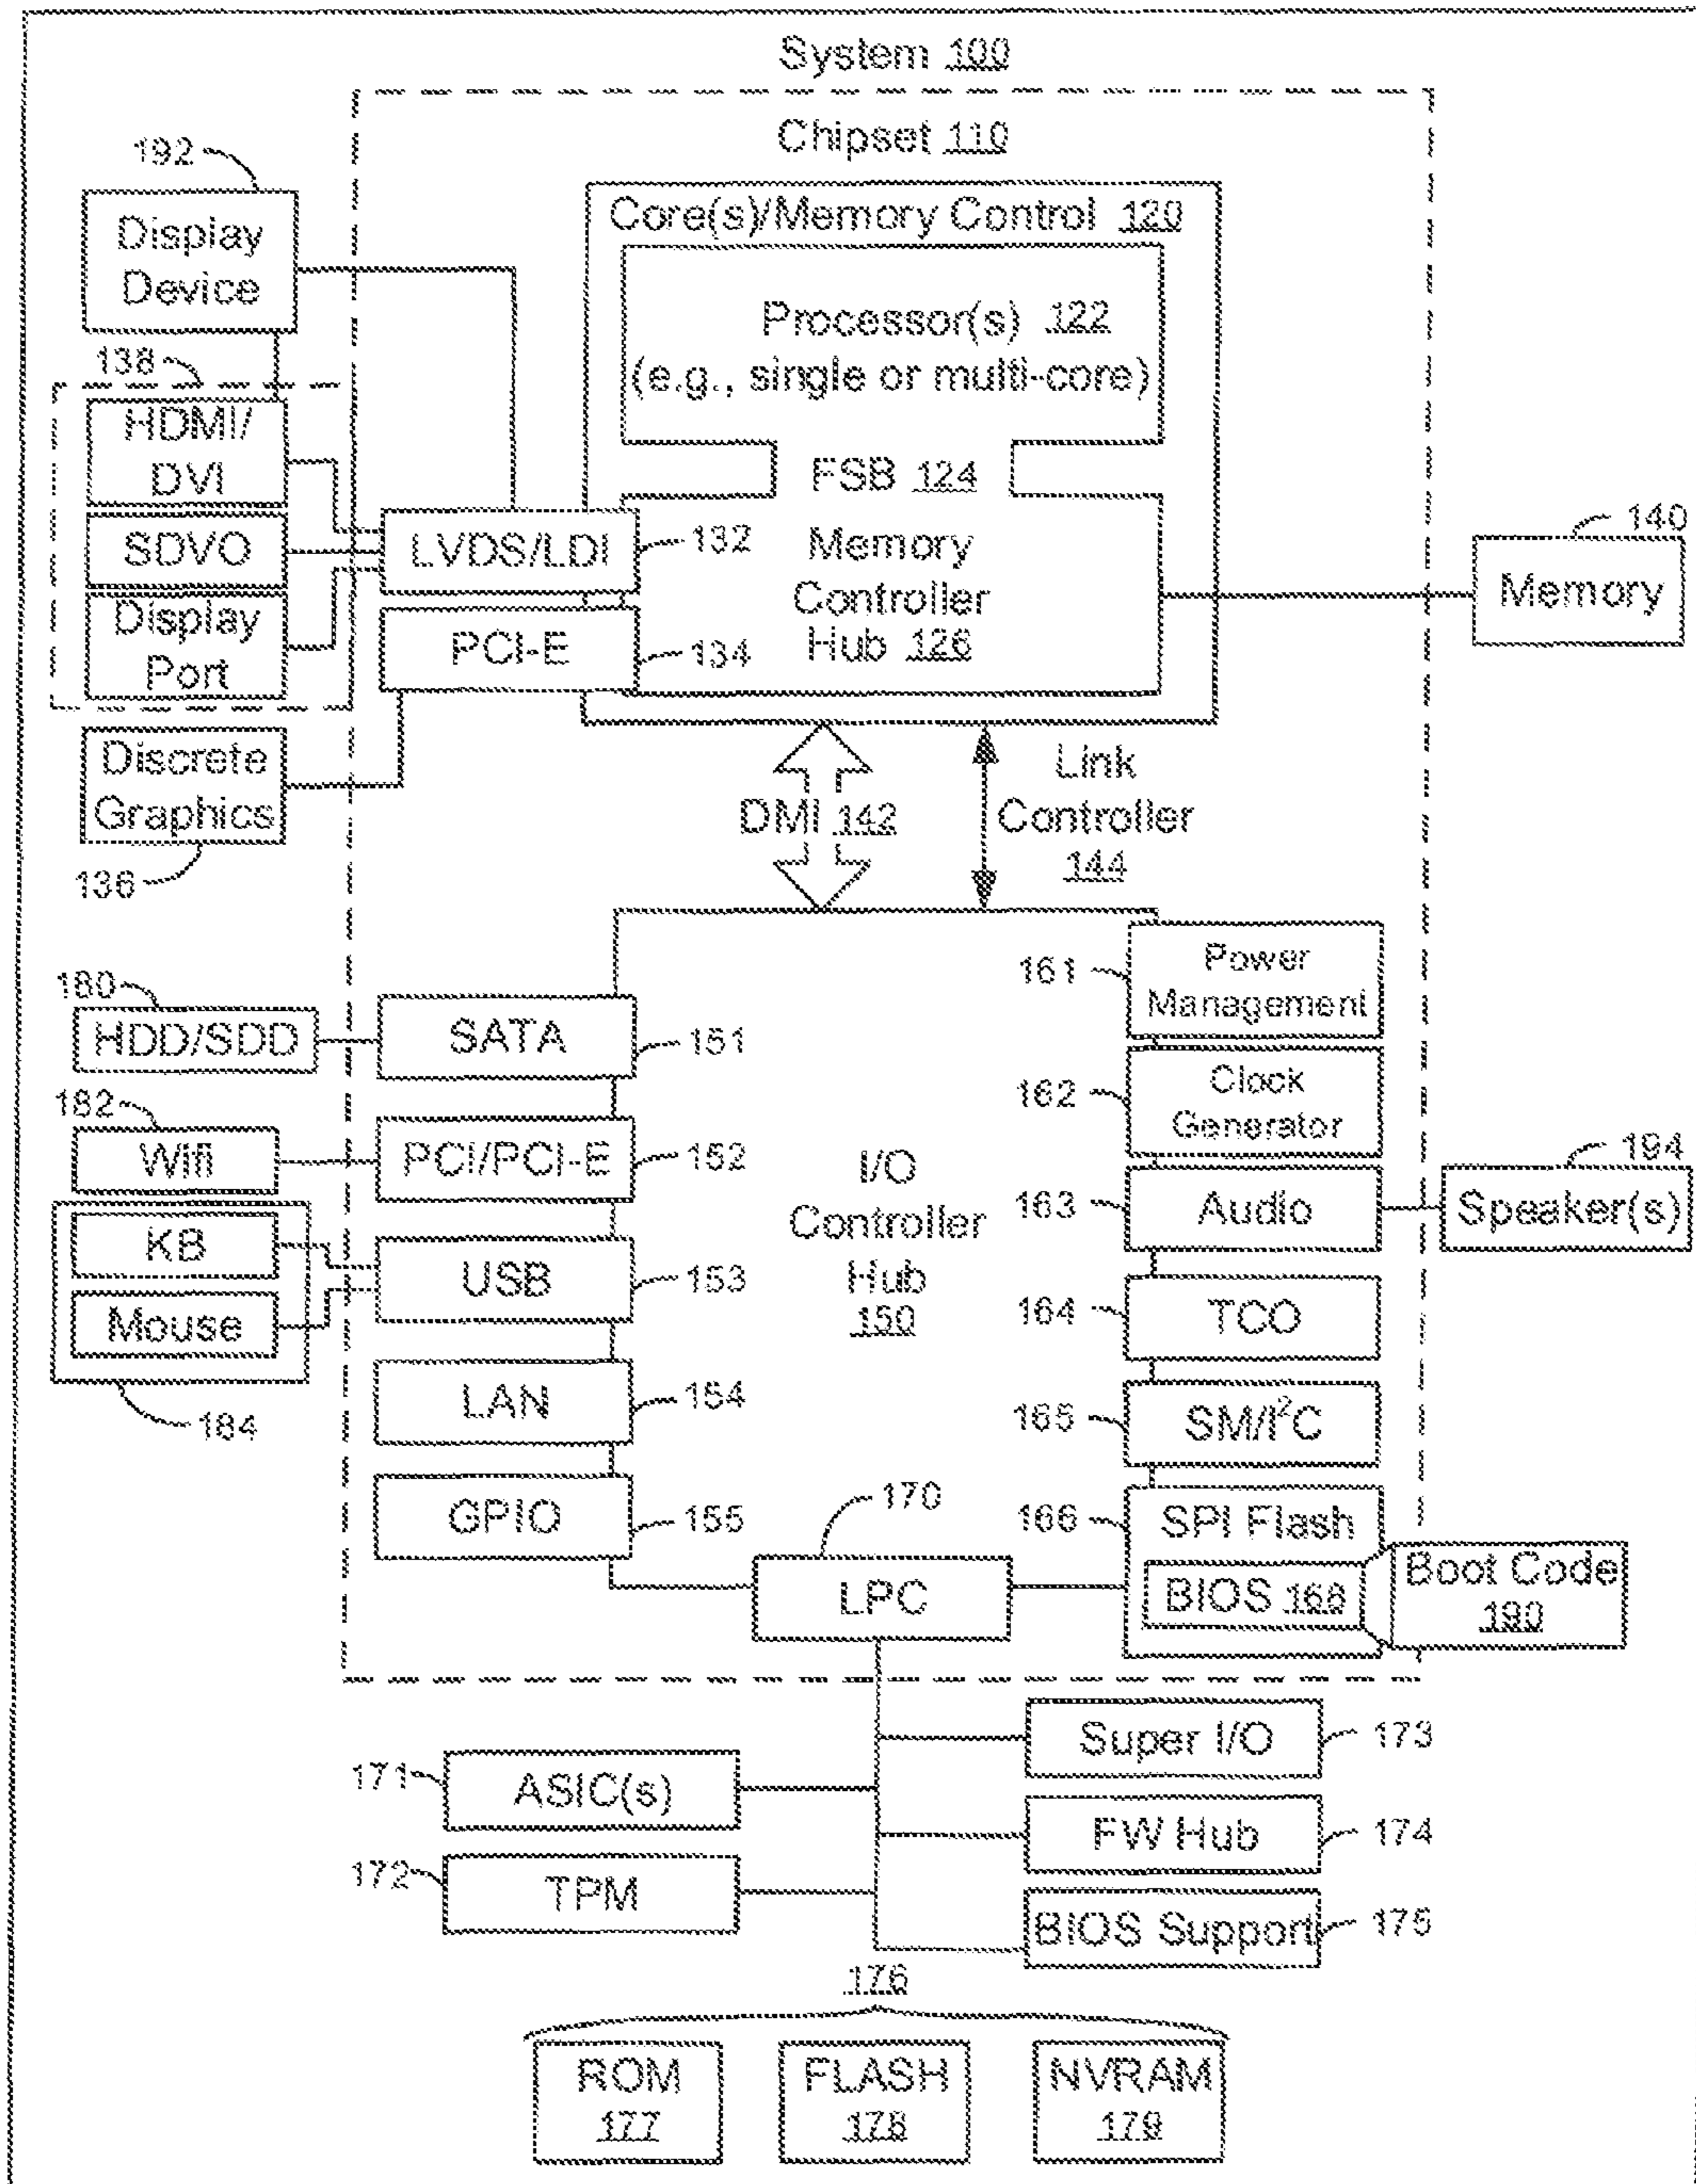 System 100
Chipset 110
192
Display
Device
Core(s)/Memory Control 120
Processor(s) 122
(e.g., single or multi-core)
138
HDMI/
DVI
SDVO
Display
Port
FSB 124
LVDS/LDI
132
PCI-E
134
Memory
Controller
Hub 126
140
Memory
Discrete
Graphics
136
DMI 142
Link
Controller
144
180
HDD/SDD
SATA
151
182
Wifi
PCI/PCI-E
152
KB
Mouse
184
USB
153
LAN
154
GPIO
155
I/O
Controller
Hub
150
161
Power
Management
162
Clock
Generator
163
Audio
194
Speaker(s)
164
TCO
165
SM/I²C
166
SPI Flash
BIOS 168
Boot Code
190
170
LPC
171
ASIC(s)
172
TPM
Super I/O
173
FW Hub
174
BIOS Support
175
176
ROM
177
FLASH
178
NVRAM
179